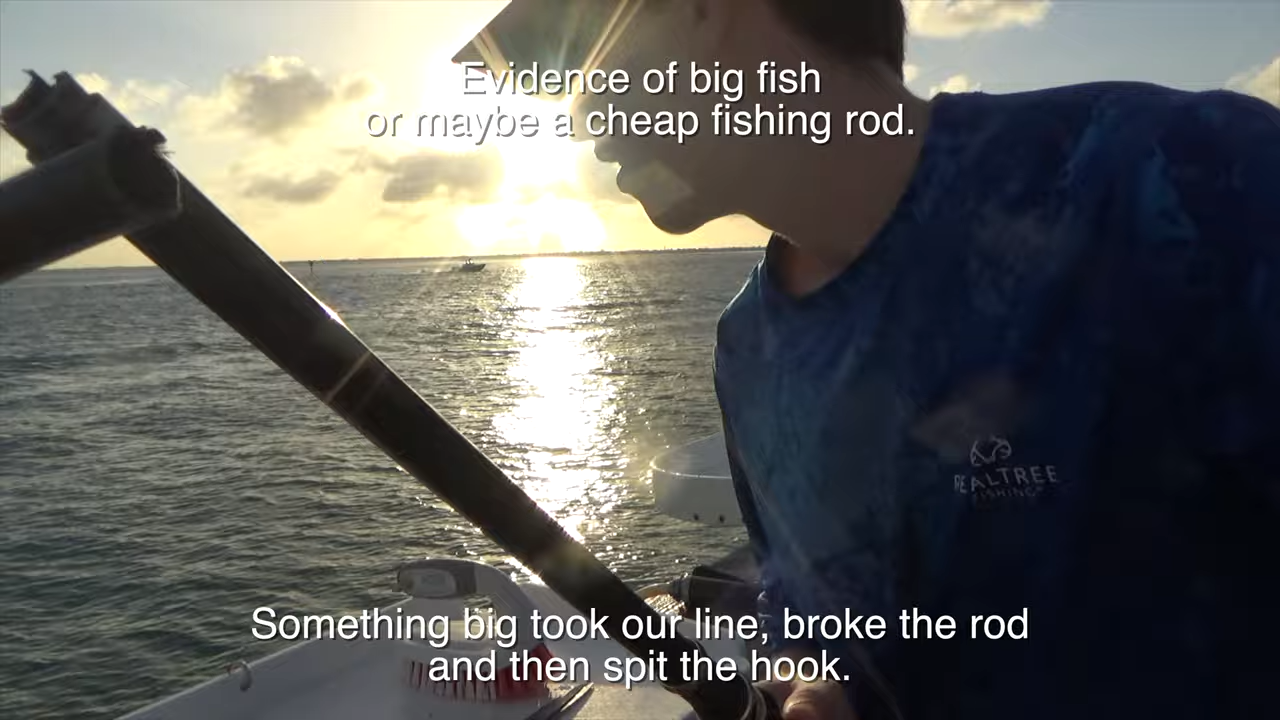 Evidence of big fish
or maybe a cheap fishing rod.
REALTREE
FISHING
Something big took our line, broke the rod
and then spit the hook.